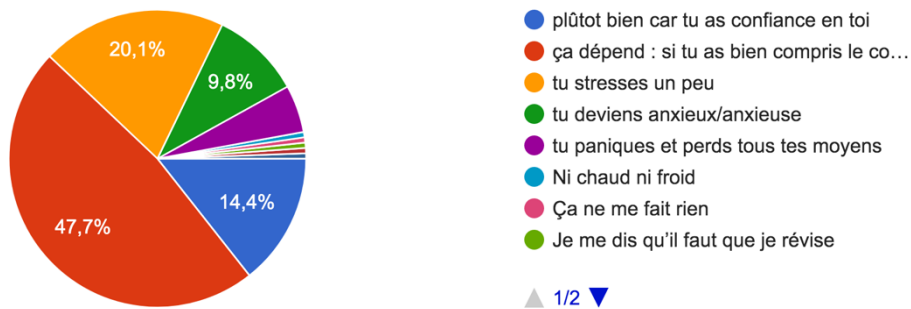 20,1%
9,8%
14,4%
47,7%
plûtot bien car tu as confiance en toi
ça dépend : si tu as bien compris le co…
tu stresses un peu
tu deviens anxieux/anxieuse
tu paniques et perds tous tes moyens
Ni chaud ni froid
Ça ne me fait rien
Je me dis qu'il faut que je révise
1/2